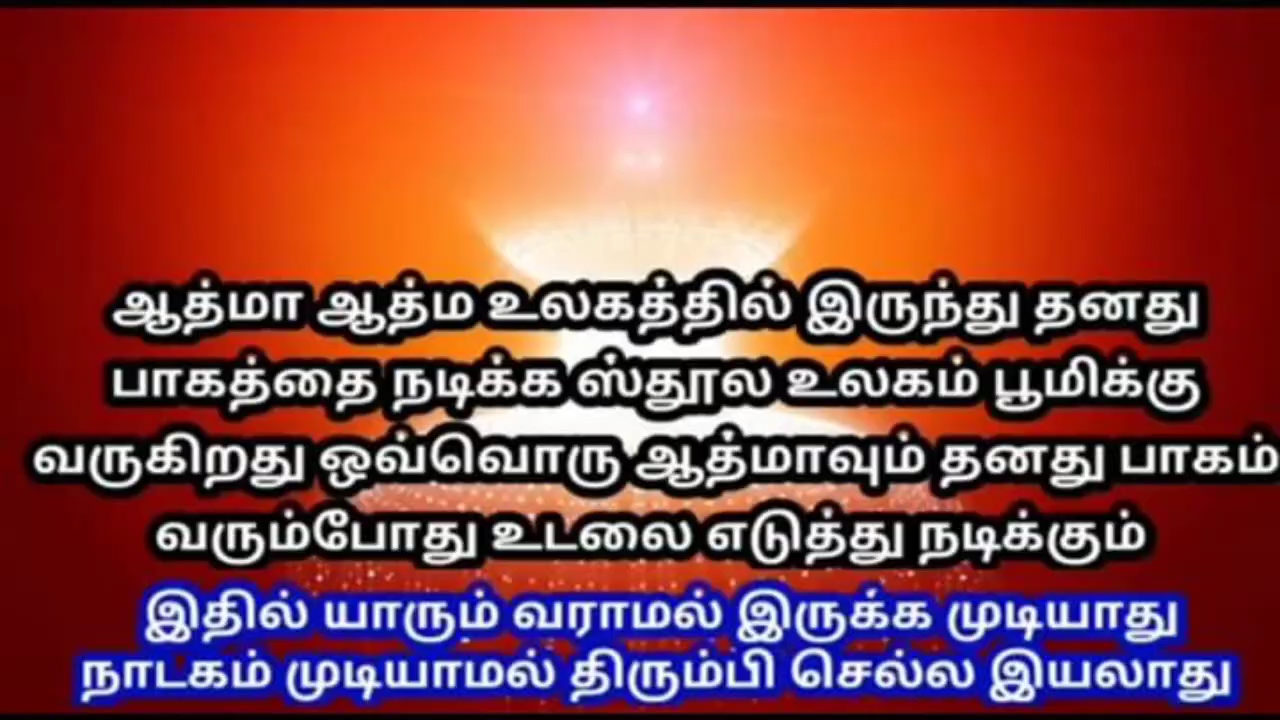 ஆத்மா ஆத்ம உலகத்தில் இருந்து தனது
பாகத்தை நடிக்க ஸ்தூல உலகம் பூமிக்கு
வருகிறது ஒவ்வொரு ஆத்மாவும் தனது பாகம்
வரும்போது உடலை எடுத்து நடிக்கும்
இதில் யாரும் வராமல் இருக்க முடியாது
நாடகம் முடியாமல் திரும்பி செல்ல இயலாது